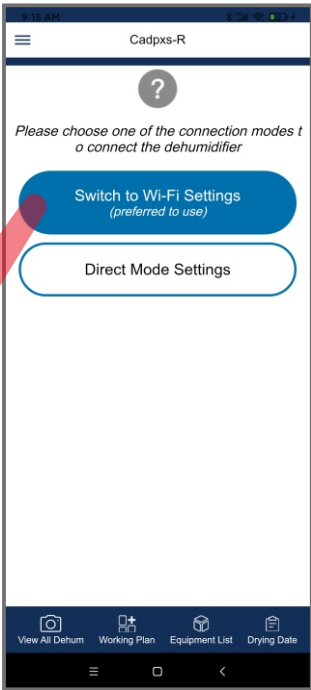 9:15 AM
Cadpxs-R
?
Please choose one of the connection modes t
o connect the dehumidifier
Switch to Wi-Fi Settings
(preferred to use)
Direct Mode Settings
View All Dehum Working Plan Equipment List Drying Date